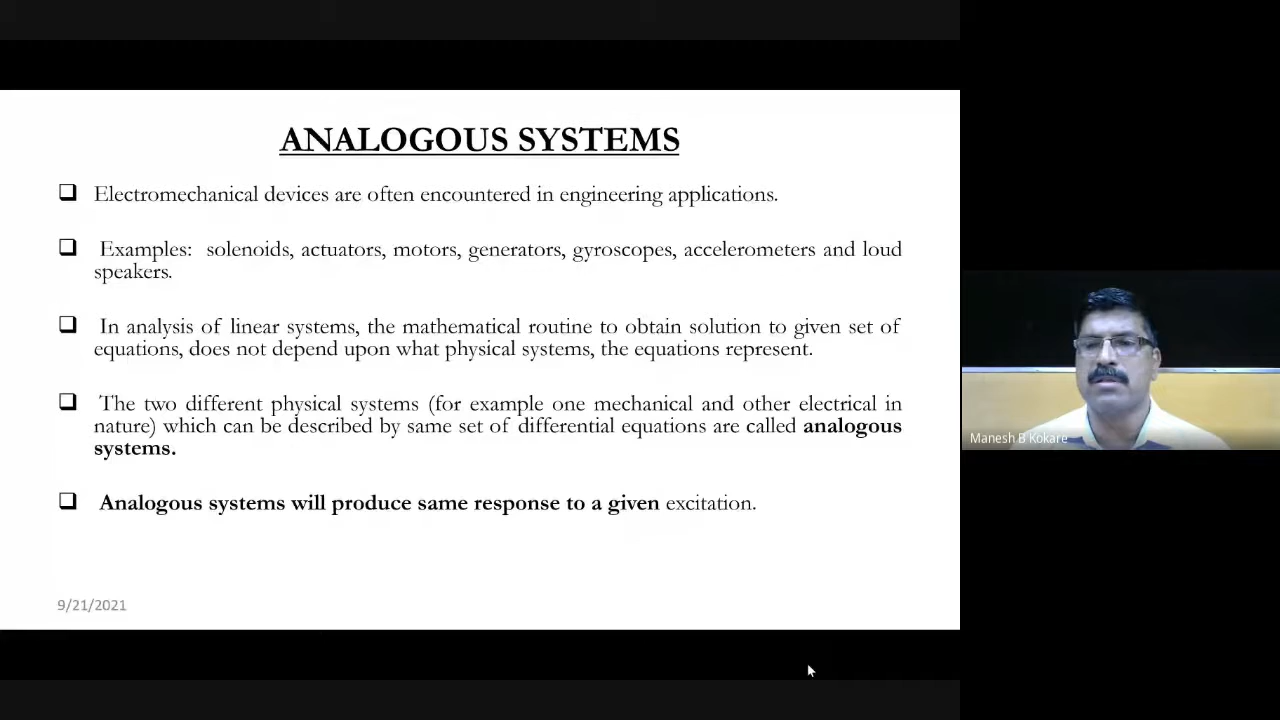 ANALOGOUS SYSTEMS
Electromechanical devices are often encountered in engineering applications.
Examples: solenoids, actuators, motors, generators, gyroscopes, accelerometers and loud
speakers.
In analysis of linear systems, the mathematical routine to obtain solution to given set of
equations, does not depend upon what physical systems, the equations represent.
The two different physical systems (for example one mechanical and other electrical in
nature) which can be described by same set of differential equations are called analogous
systems.
Analogous systems will produce same response to a given excitation.
9/21/2021
Manesh B Kokare